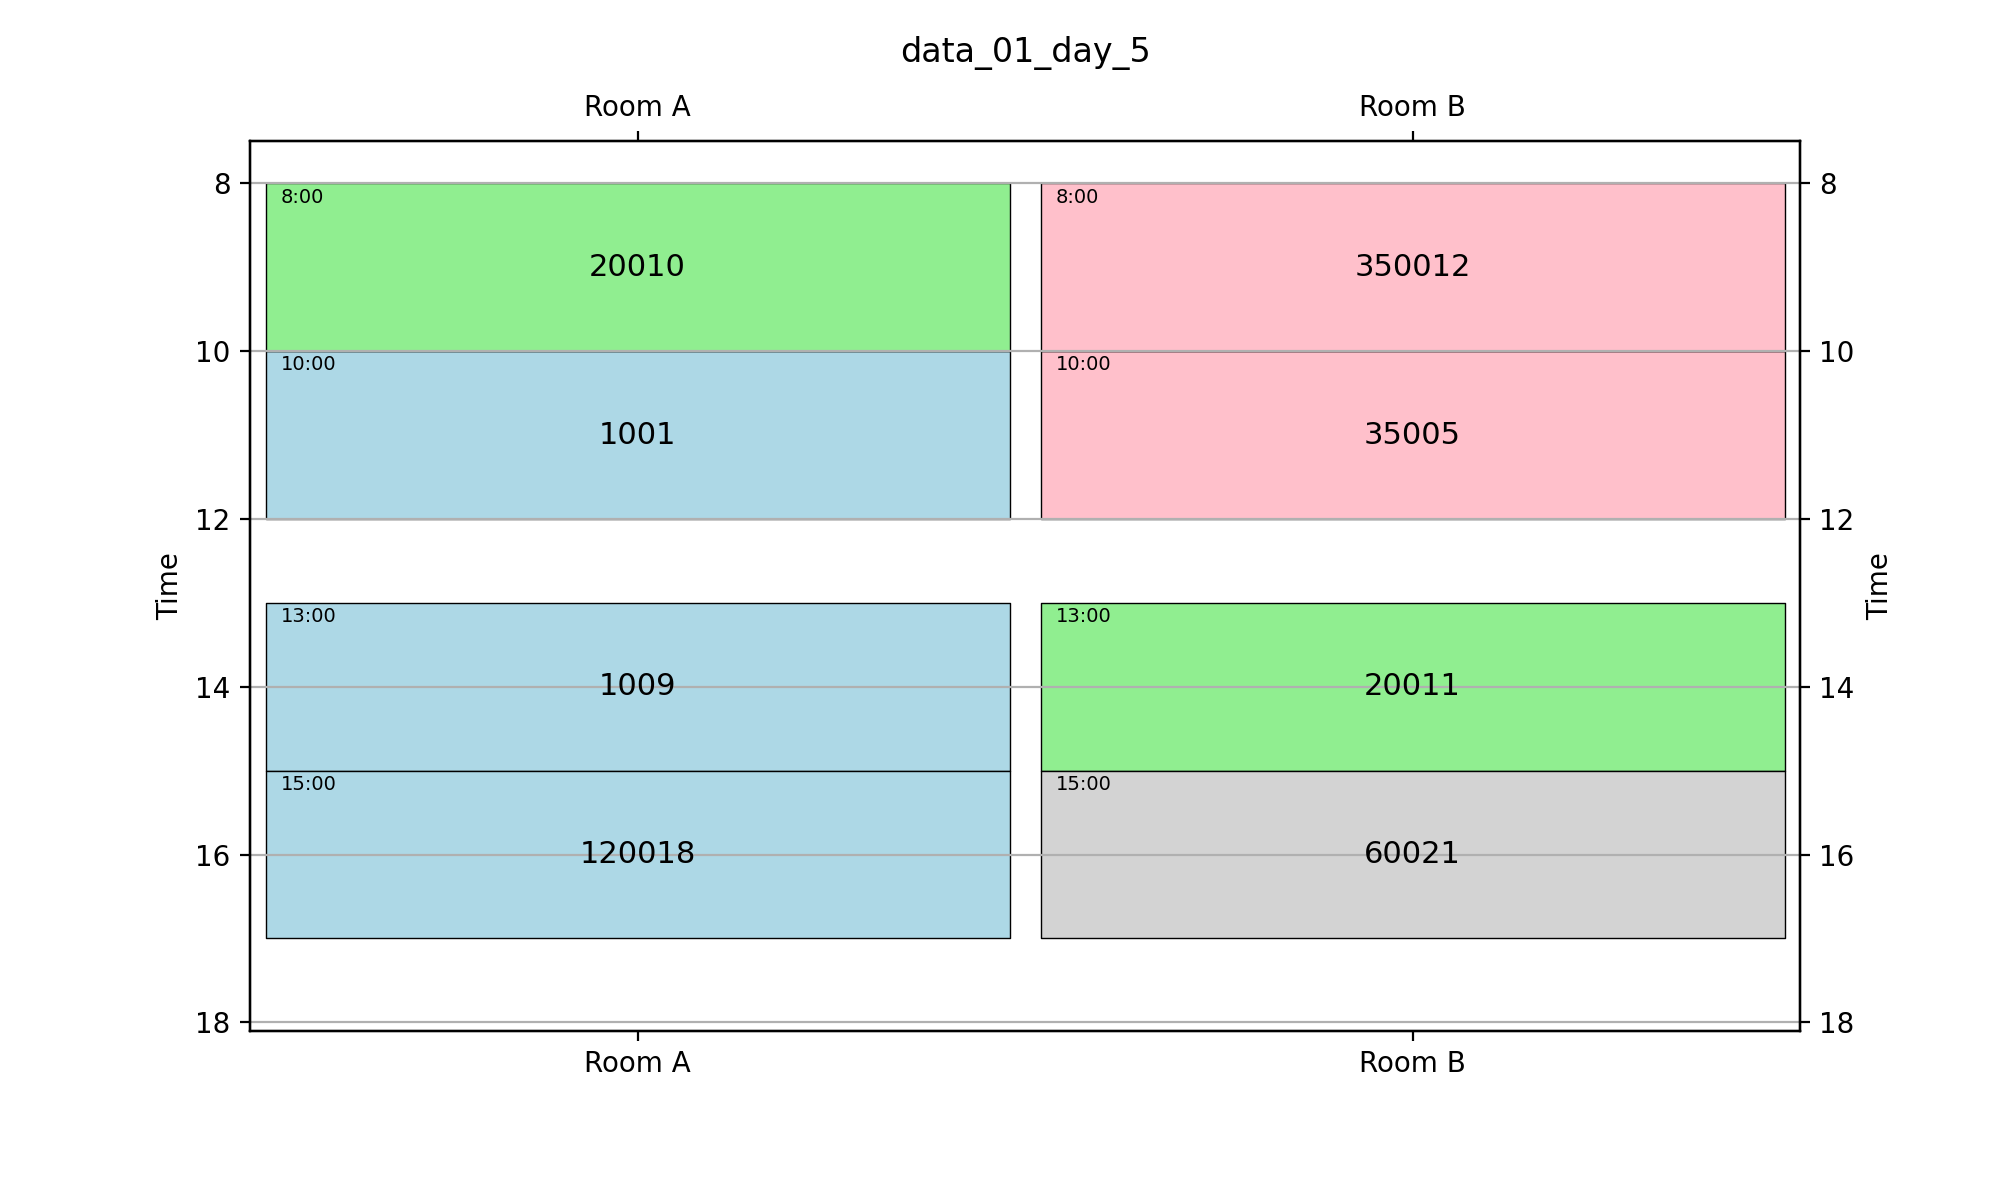 data_01_day_5
Room A Room B
8 8:00 8:00 8
20010 350012
10 10:00 10:00 10
1001 35005
12 12
Time Time
13:00 13:00
14 1009 20011 14
15:00 15:00
16 120018 60021 16
18 18
Room A Room B